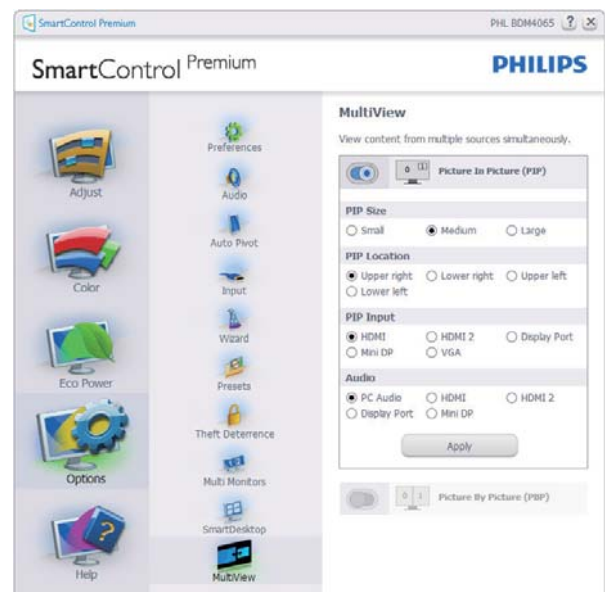 SmartControl Premium
PHL BDM4065 ? ×
SmartControl Premium
PHILIPS
Adjust
Color
Eco Power
Options
Help
Preferences
Audio
Auto Pivot
Input
Wizard
Presets
Theft Deterrence
Multi Monitors
SmartDesktop
MultiView
MultiView
View content from multiple sources simultaneously.
0 (1) Picture In Picture (PIP)
PIP Size
Small Medium Large
PIP Location
Upper right Lower right Upper left
Lower left
PIP Input
HDMI HDMI 2 Display Port
Mini DP VGA
Audio
PC Audio HDMI HDMI 2
Display Port Mini DP
Apply
0 1 Picture By Picture (PBP)